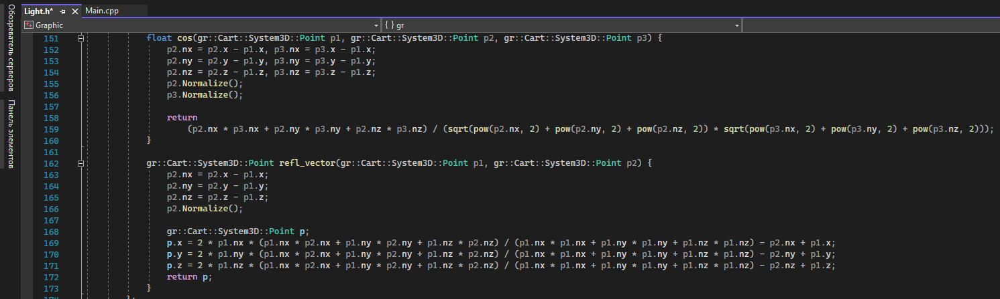 Обозреватель серверов
Панель элементов
Light.h*
Main.cpp
Graphic
{ } gr
151 float cos(gr::Cart::System3D::Point p1, gr::Cart::System3D::Point p2, gr::Cart::System3D::Point p3) {
152 p2.nx = p2.x - p1.x, p3.nx = p3.x - p1.x;
153 p2.ny = p2.y - p1.y, p3.ny = p3.y - p1.y;
154 p2.nz = p2.z - p1.z, p3.nz = p3.z - p1.z;
155 p2.Normalize();
156 p3.Normalize();
157
158 return
159 (p2.nx * p3.nx + p2.ny * p3.ny + p2.nz * p3.nz) / (sqrt(pow(p2.nx, 2) + pow(p2.ny, 2) + pow(p2.nz, 2)) * sqrt(pow(p3.nx, 2) + pow(p3.ny, 2) + pow(p3.nz, 2)));
160 }
161
162 gr::Cart::System3D::Point refl_vector(gr::Cart::System3D::Point p1, gr::Cart::System3D::Point p2) {
163 p2.nx = p2.x - p1.x;
164 p2.ny = p2.y - p1.y;
165 p2.nz = p2.z - p1.z;
166 p2.Normalize();
167
168 gr::Cart::System3D::Point p;
169 p.x = 2 * p1.nx * (p1.nx * p2.nx + p1.ny * p2.ny + p1.nz * p2.nz) / (p1.nx * p1.nx + p1.ny * p1.ny + p1.nz * p1.nz) - p2.nx + p1.x;
170 p.y = 2 * p1.ny * (p1.nx * p2.nx + p1.ny * p2.ny + p1.nz * p2.nz) / (p1.nx * p1.nx + p1.ny * p1.ny + p1.nz * p1.nz) - p2.ny + p1.y;
171 p.z = 2 * p1.nz * (p1.nx * p2.nx + p1.ny * p2.ny + p1.nz * p2.nz) / (p1.nx * p1.nx + p1.ny * p1.ny + p1.nz * p1.nz) - p2.nz + p1.z;
172 return p;
173 }